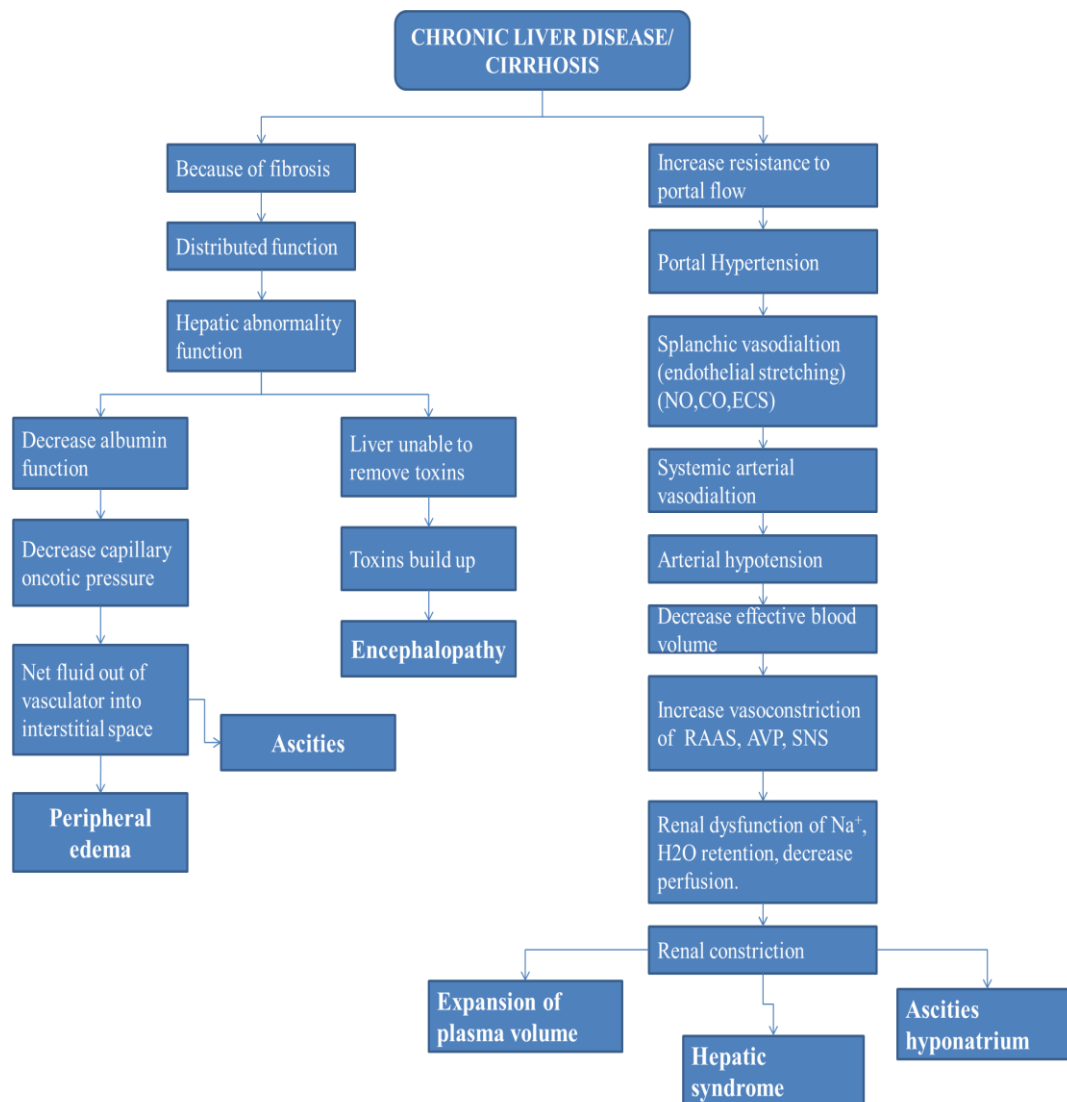 CHRONIC LIVER DISEASE/
CIRRHOSIS
Because of fibrosis
Distributed function
Hepatic abnormality
function
Decrease albumin
function
Decrease capillary
oncotic pressure
Net fluid out of
vasculator into
interstitial space
Ascities
Peripheral
edema
Liver unable to
remove toxins
Toxins build up
Encephalopathy
Increase resistance to
portal flow
Portal Hypertension
Splanchic vasodialtion
(endothelial stretching)
(NO,CO,ECS)
Systemic arterial
vasodialtion
Arterial hypotension
Decrease effective blood
volume
Increase vasoconstriction
of RAAS, AVP, SNS
Renal dysfunction of Na⁺,
H2O retention, decrease
perfusion.
Renal constriction
Expansion of
plasma volume
Hepatic
syndrome
Ascities
hyponatrium